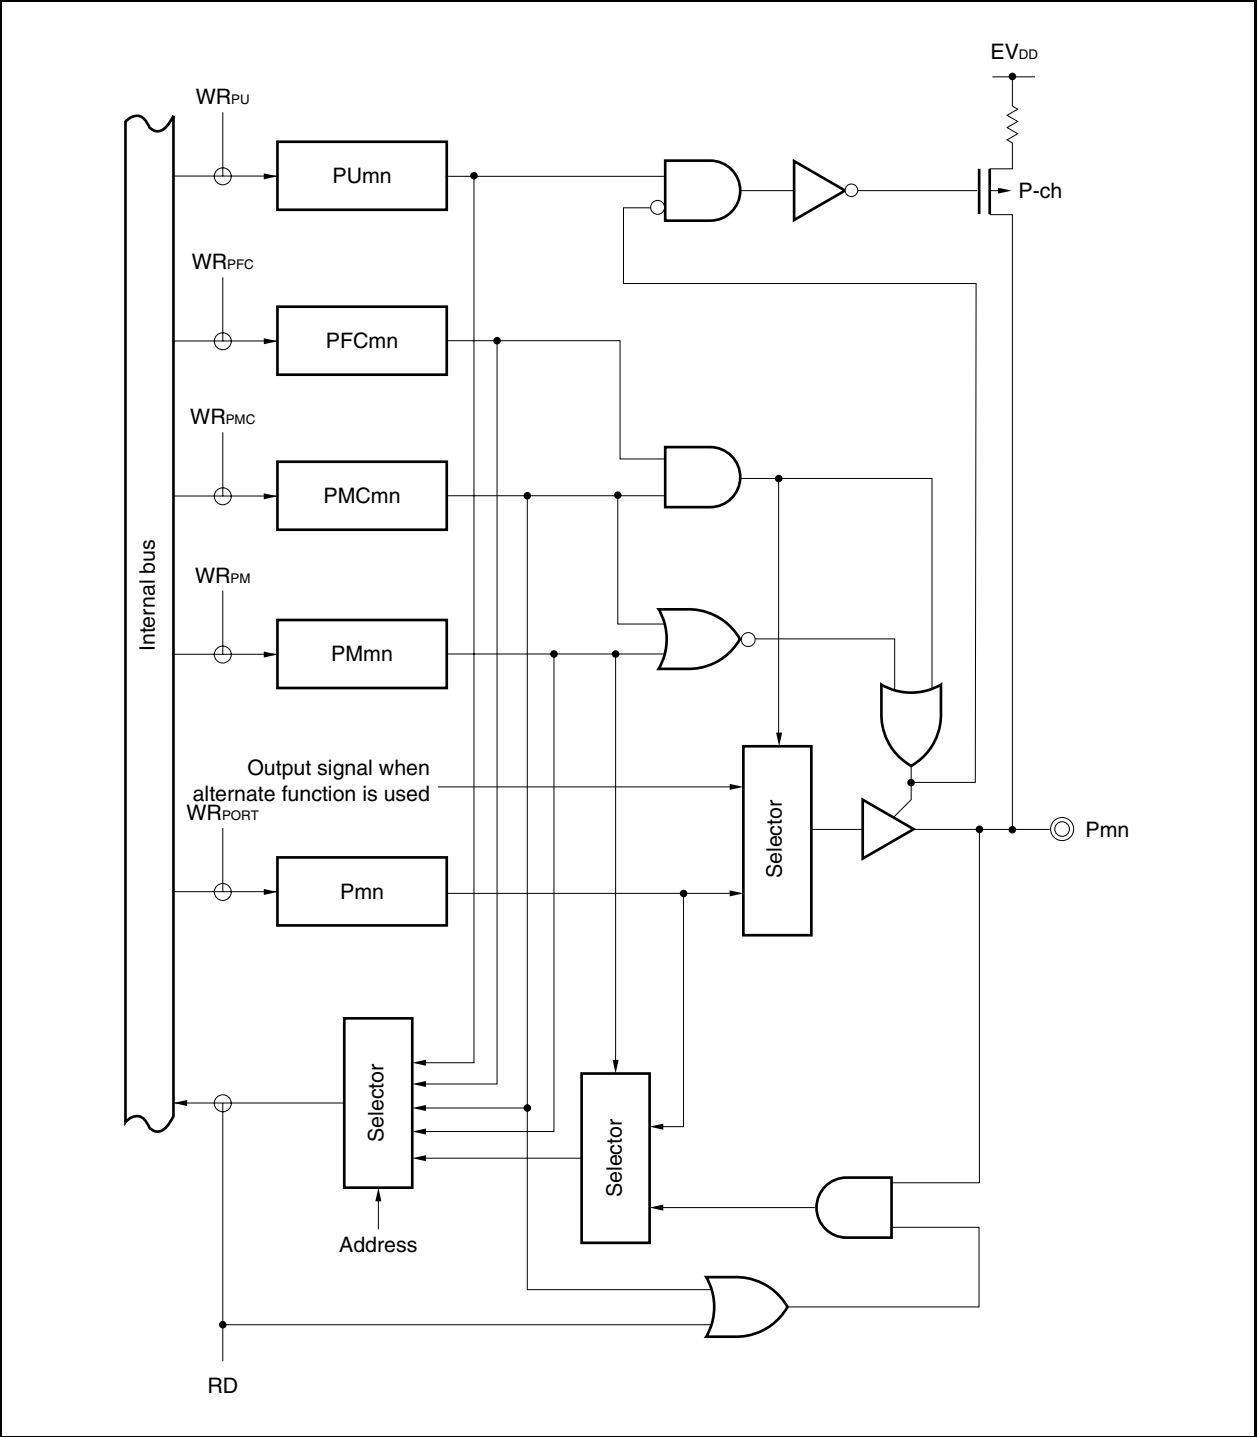 EVDD
WRPU
PUmn
P-ch
WRPFC
PFCmn
WRPMC
PMCmn
Internal bus
WRPM
PMmn
Output signal when
alternate function is used
WRPORT
Selector
Pmn
Pmn
Selector
Selector
Address
RD